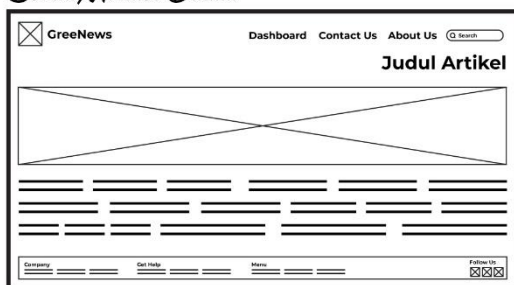 GreeNews Dashboard Contact Us About Us Search
Judul Artikel
Company Get Help Menu Follow Us